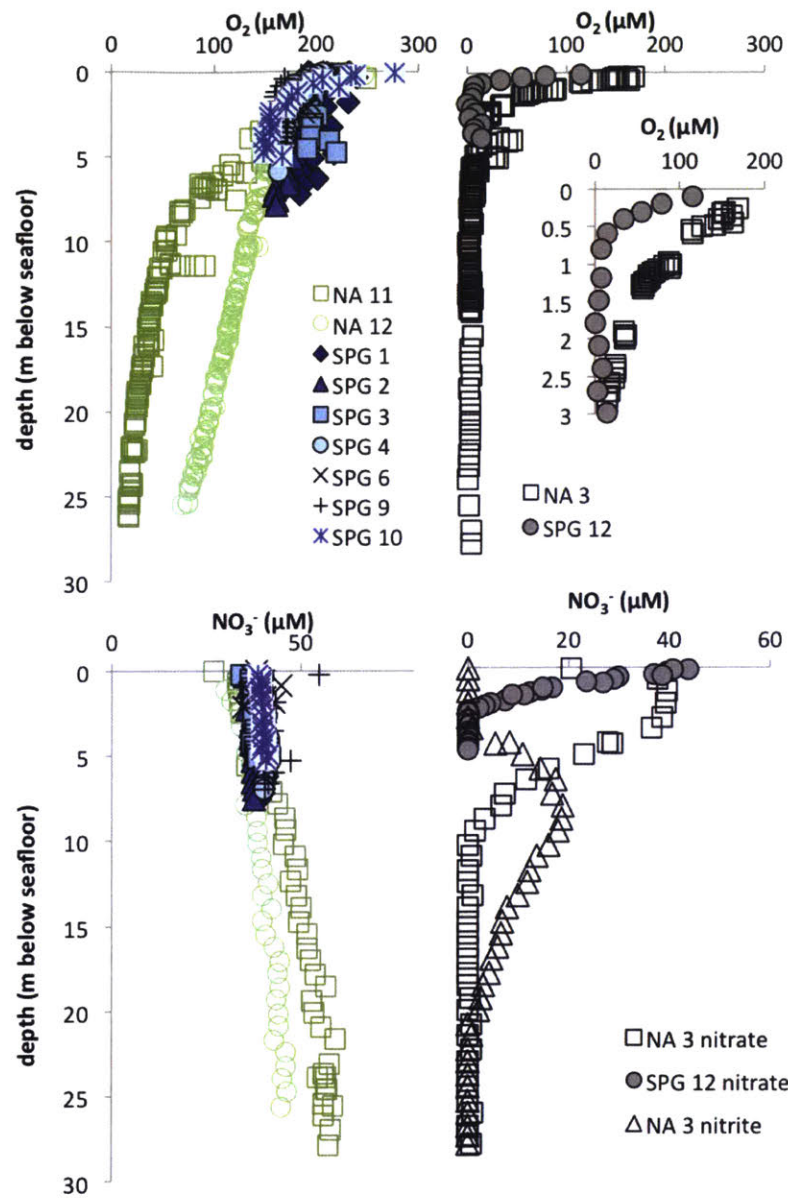 O₂ (μM)
0 100 200 300
0
5
10
15
20
25
30
depth (m below seafloor)
NA 11
NA 12
SPG 1
SPG 2
SPG 3
SPG 4
SPG 6
SPG 9
SPG 10
O₂ (μM)
0 100 200 300
O₂ (μM)
0 100 200
0
0.5
1
1.5
2
2.5
3
NA 3
SPG 12
NO₃⁻ (μM)
0 50
0
5
10
15
20
25
30
depth (m below seafloor)
NO₃⁻ (μM)
0 20 40 60
NA 3 nitrate
SPG 12 nitrate
NA 3 nitrite